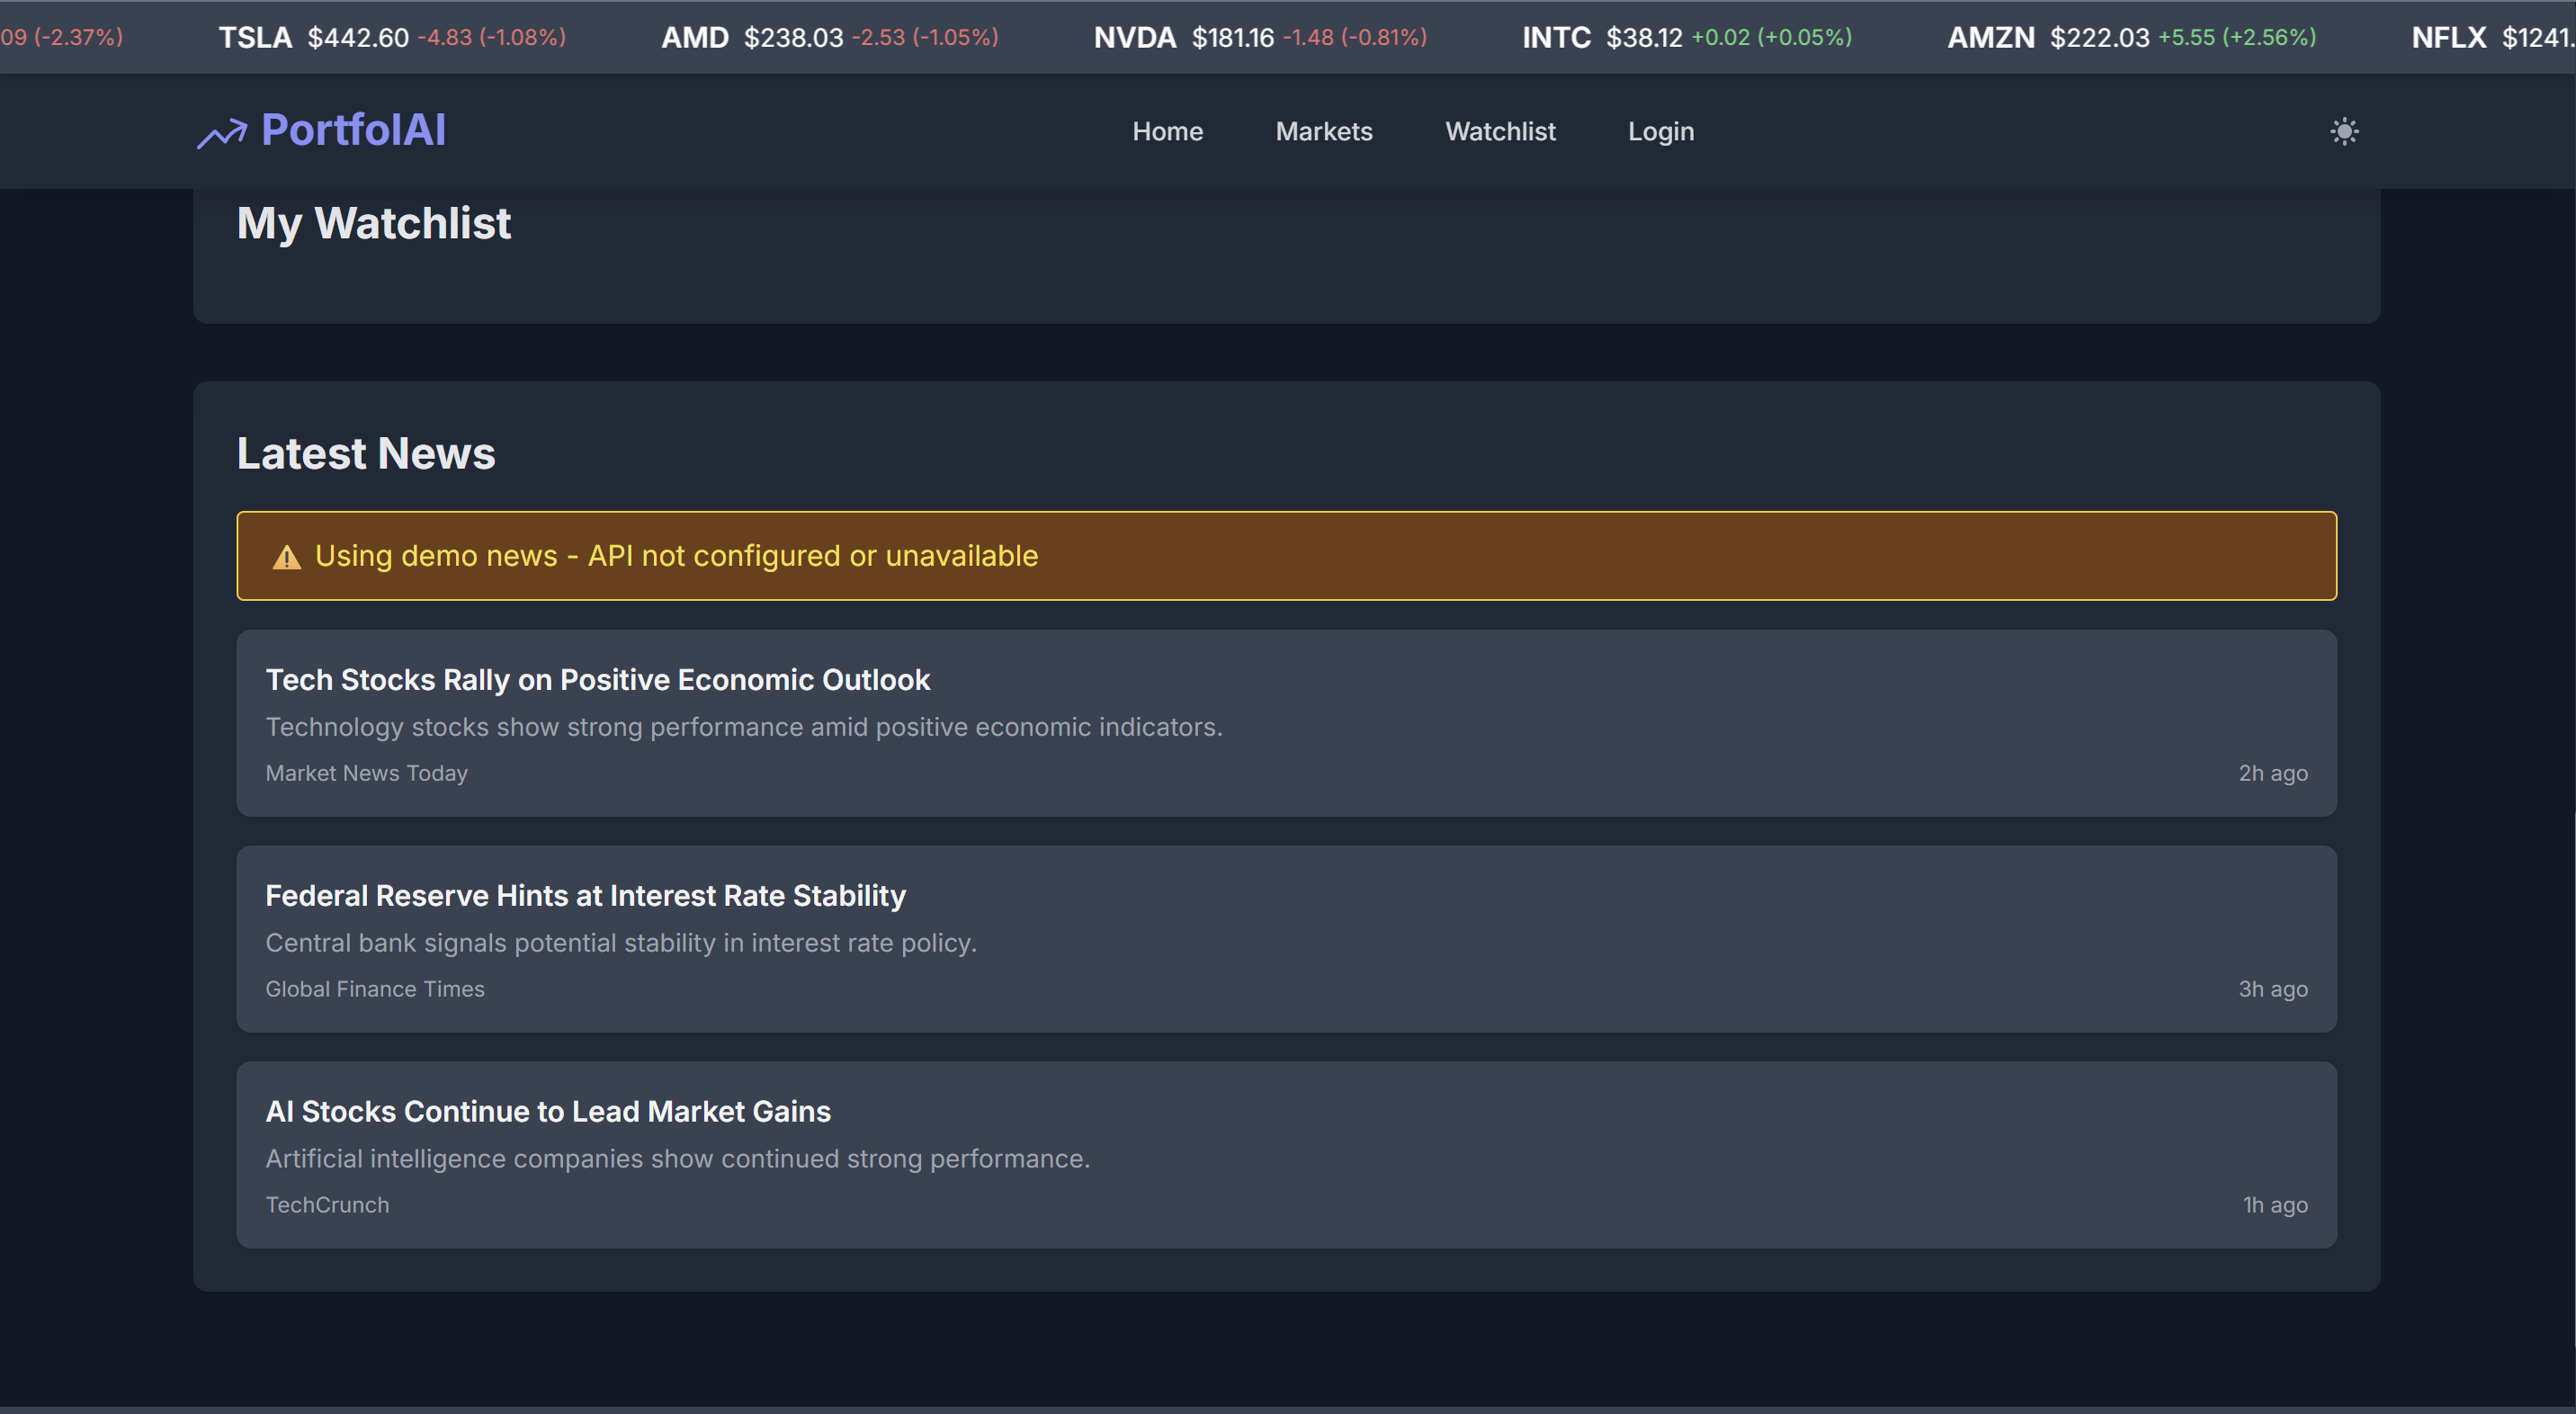 09 (-2.37%) TSLA $442.60 -4.83 (-1.08%) AMD $238.03 -2.53 (-1.05%) NVDA $181.16 -1.48 (-0.81%) INTC $38.12 +0.02 (+0.05%) AMZN $222.03 +5.55 (+2.56%) NFLX $1241.
PortfolAI Home Markets Watchlist Login
My Watchlist
Latest News
Using demo news - API not configured or unavailable
Tech Stocks Rally on Positive Economic Outlook
Technology stocks show strong performance amid positive economic indicators.
Market News Today 2h ago
Federal Reserve Hints at Interest Rate Stability
Central bank signals potential stability in interest rate policy.
Global Finance Times 3h ago
AI Stocks Continue to Lead Market Gains
Artificial intelligence companies show continued strong performance.
TechCrunch 1h ago